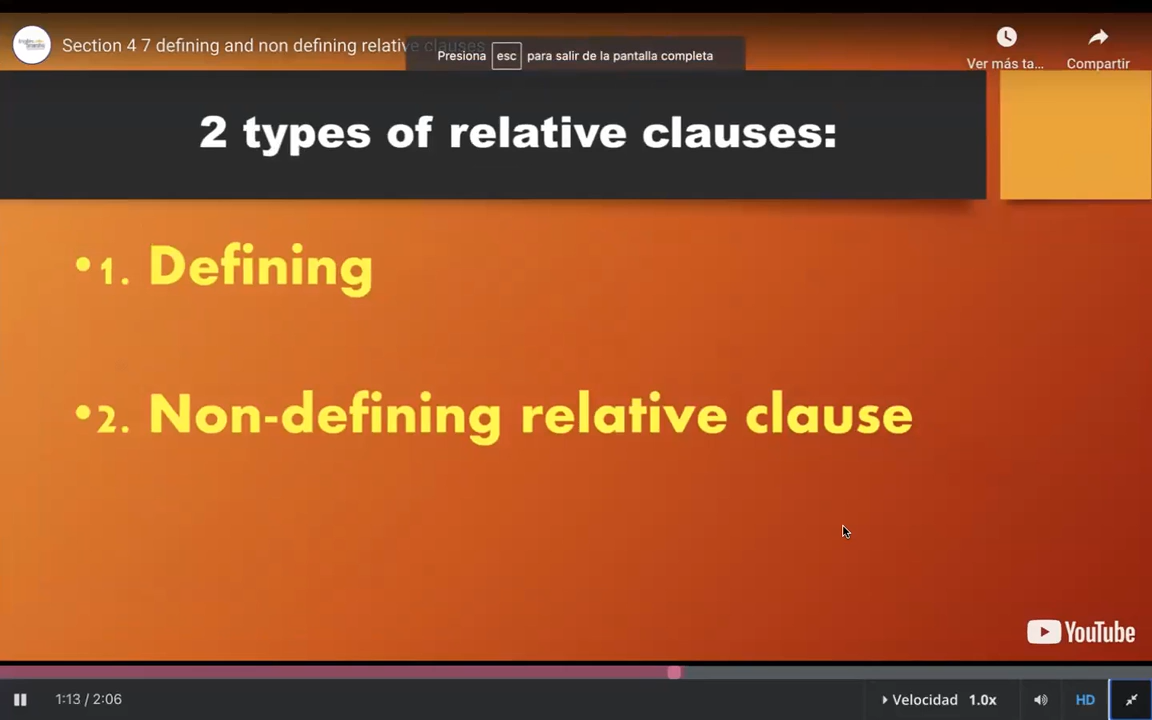 Section 4 7 defining and non defining relative clauses
Presiona esc para salir de la pantalla completa
Ver más ta...
Compartir
2 types of relative clauses:
•1. Defining
•2. Non-defining relative clause
YouTube
1:13 / 2:06
Velocidad 1.0x
HD